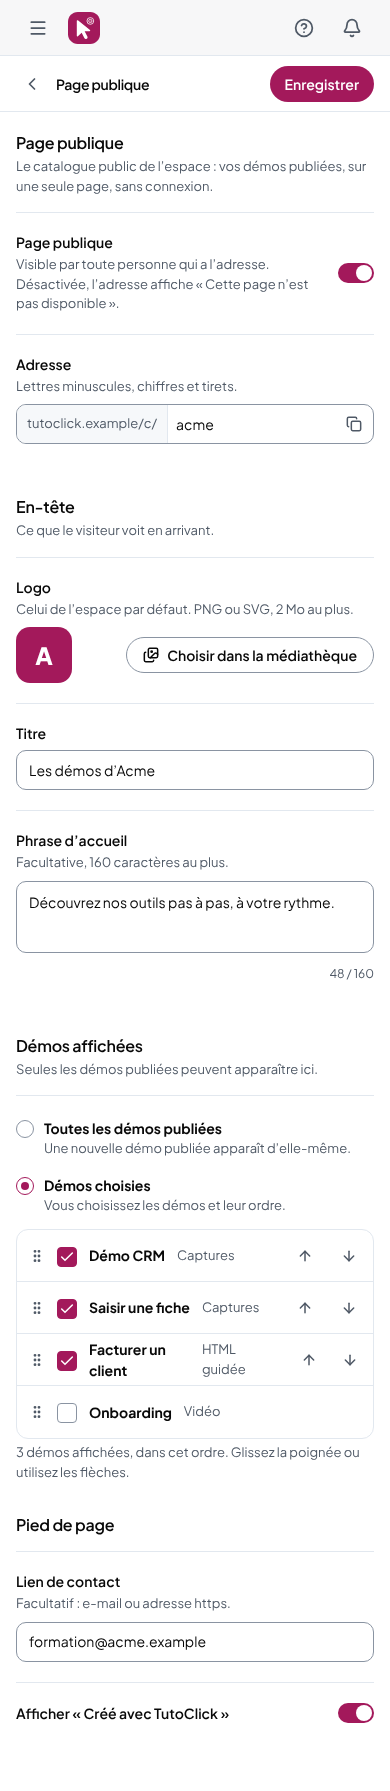 Page publique
Enregistrer
Page publique
Le catalogue public de l'espace : vos démos publiées, sur
une seule page, sans connexion.
Page publique
Visible par toute personne qui a l'adresse.
Désactivée, l'adresse affiche « Cette page n'est
pas disponible ».
Adresse
Lettres minuscules, chiffres et tirets.
tutoclick.example/c/ acme
En-tête
Ce que le visiteur voit en arrivant.
Logo
Celui de l'espace par défaut. PNG ou SVG, 2 Mo au plus.
A
Choisir dans la médiathèque
Titre
Les démos d'Acme
Phrase d'accueil
Facultative, 160 caractères au plus.
Découvrez nos outils pas à pas, à votre rythme.
48 / 160
Démos affichées
Seules les démos publiées peuvent apparaître ici.
Toutes les démos publiées
Une nouvelle démo publiée apparaît d'elle-même.
Démos choisies
Vous choisissez les démos et leur ordre.
Démo CRM Captures
Saisir une fiche Captures
Facturer un
client
HTML
guidée
Onboarding Vidéo
3 démos affichées, dans cet ordre. Glissez la poignée ou
utilisez les flèches.
Pied de page
Lien de contact
Facultatif : e-mail ou adresse https.
formation@acme.example
Afficher « Créé avec TutoClick »